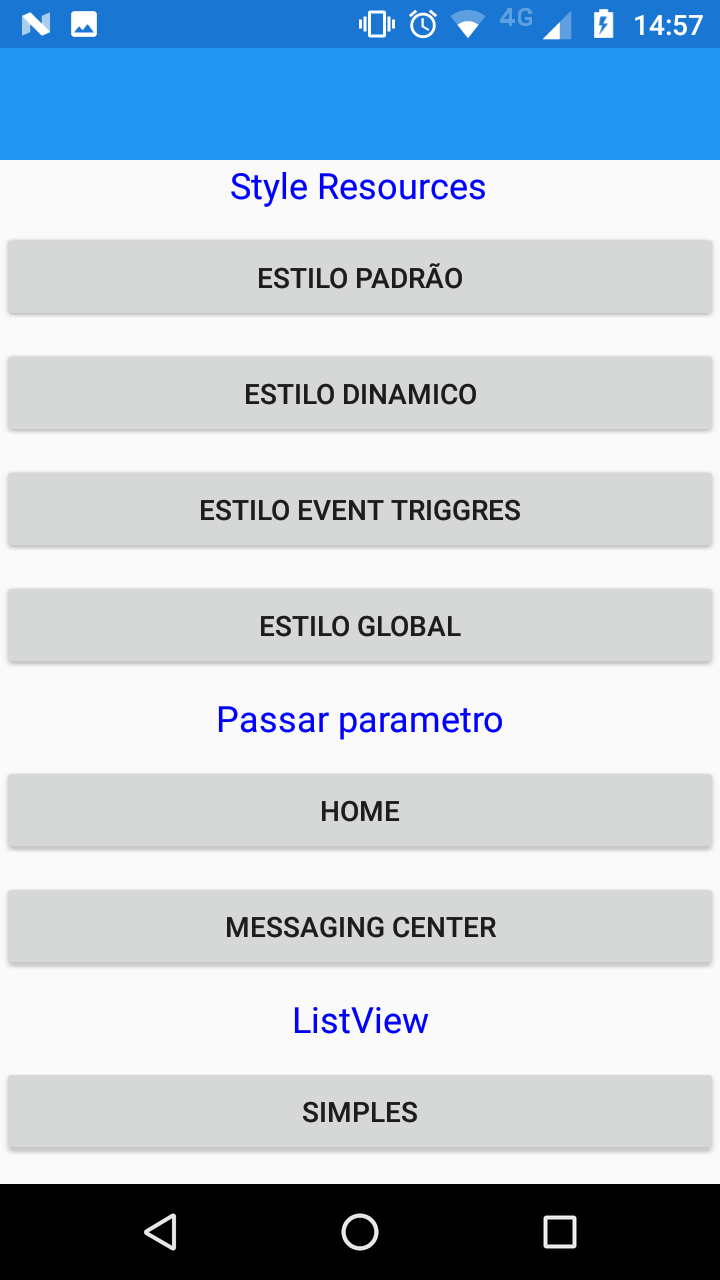 4G 14:57
Style Resources
ESTILO PADRÃO
ESTILO DINAMICO
ESTILO EVENT TRIGGRES
ESTILO GLOBAL
Passar parametro
HOME
MESSAGING CENTER
ListView
SIMPLES